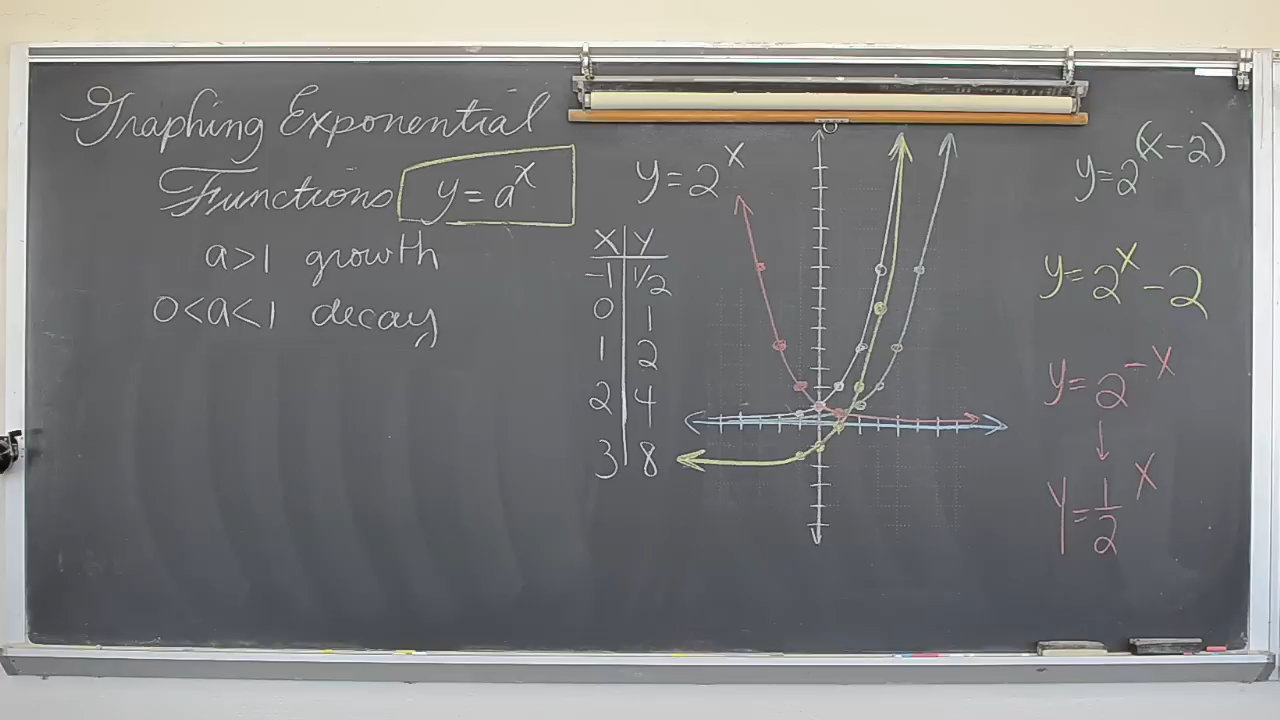 Graphing Exponential
Functions y=a^x
a>1 growth
0<a<1 decay
y=2^x
X Y
-1 1/2
0 1
1 2
2 4
3 8
y=2^(x-2)
y=2^x-2
y=2^-x
↓
y=1/2^x